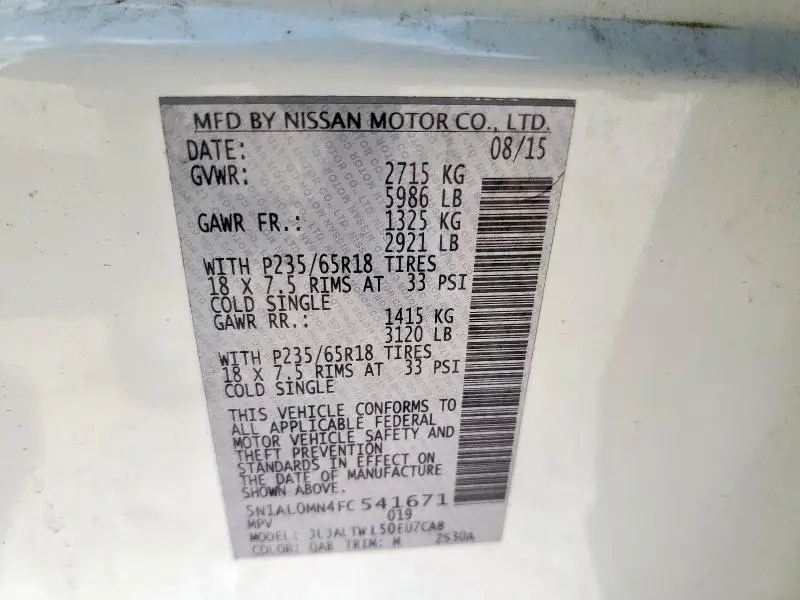 MFD BY NISSAN MOTOR CO., LTD.
DATE: 08/15
GVWR: 2715 KG
5986 LB
GAWR FR.: 1325 KG
2921 LB
WITH P235/65R18 TIRES
18 X 7.5 RIMS AT 33 PSI
COLD SINGLE
GAWR RR.: 1415 KG
3120 LB
WITH P235/65R18 TIRES
18 X 7.5 RIMS AT 33 PSI
COLD SINGLE
THIS VEHICLE CONFORMS TO
ALL APPLICABLE FEDERAL
MOTOR VEHICLE SAFETY AND
THEFT PREVENTION
STANDARDS IN EFFECT ON
THE DATE OF MANUFACTURE
SHOWN ABOVE.
5N1AL0MN4FC541671
MPV 019
MODEL: JLJALTWL50EU7CAB
COLOR: QAB TRIM: W ZS30A